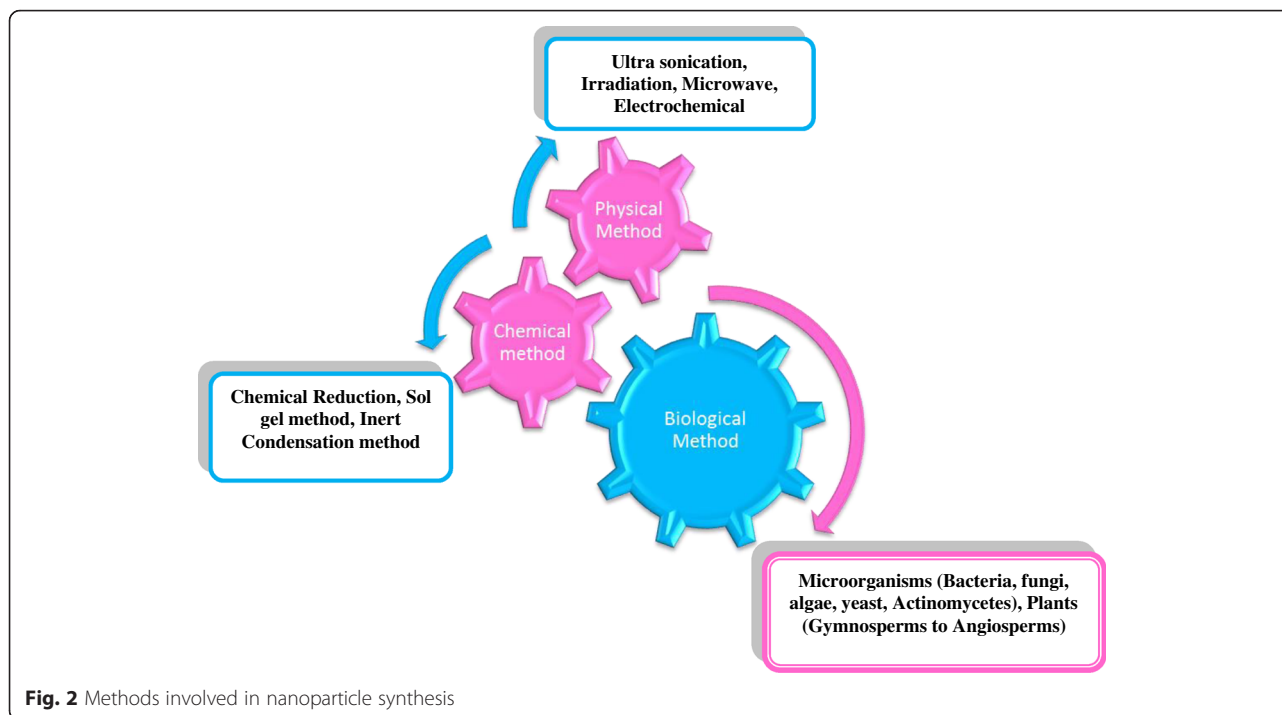 Ultra sonication,
Irradiation, Microwave,
Electrochemical
Physical
Method
Chemical
method
Chemical Reduction, Sol
gel method, Inert
Condensation method
Biological
Method
Microorganisms (Bacteria, fungi,
algae, yeast, Actinomycetes), Plants
(Gymnosperms to Angiosperms)
Fig. 2 Methods involved in nanoparticle synthesis